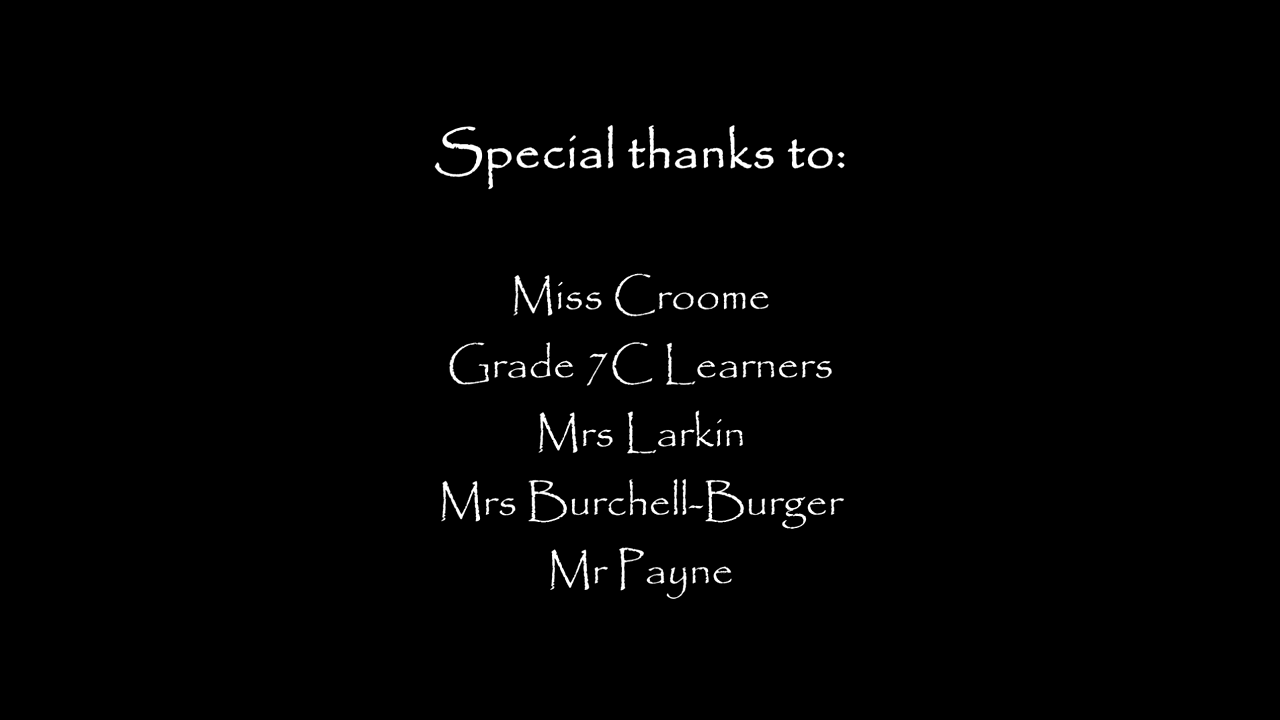 Special thanks to:
Miss Croome
Grade 7C Learners
Mrs Larkin
Mrs Burchell-Burger
Mr Payne